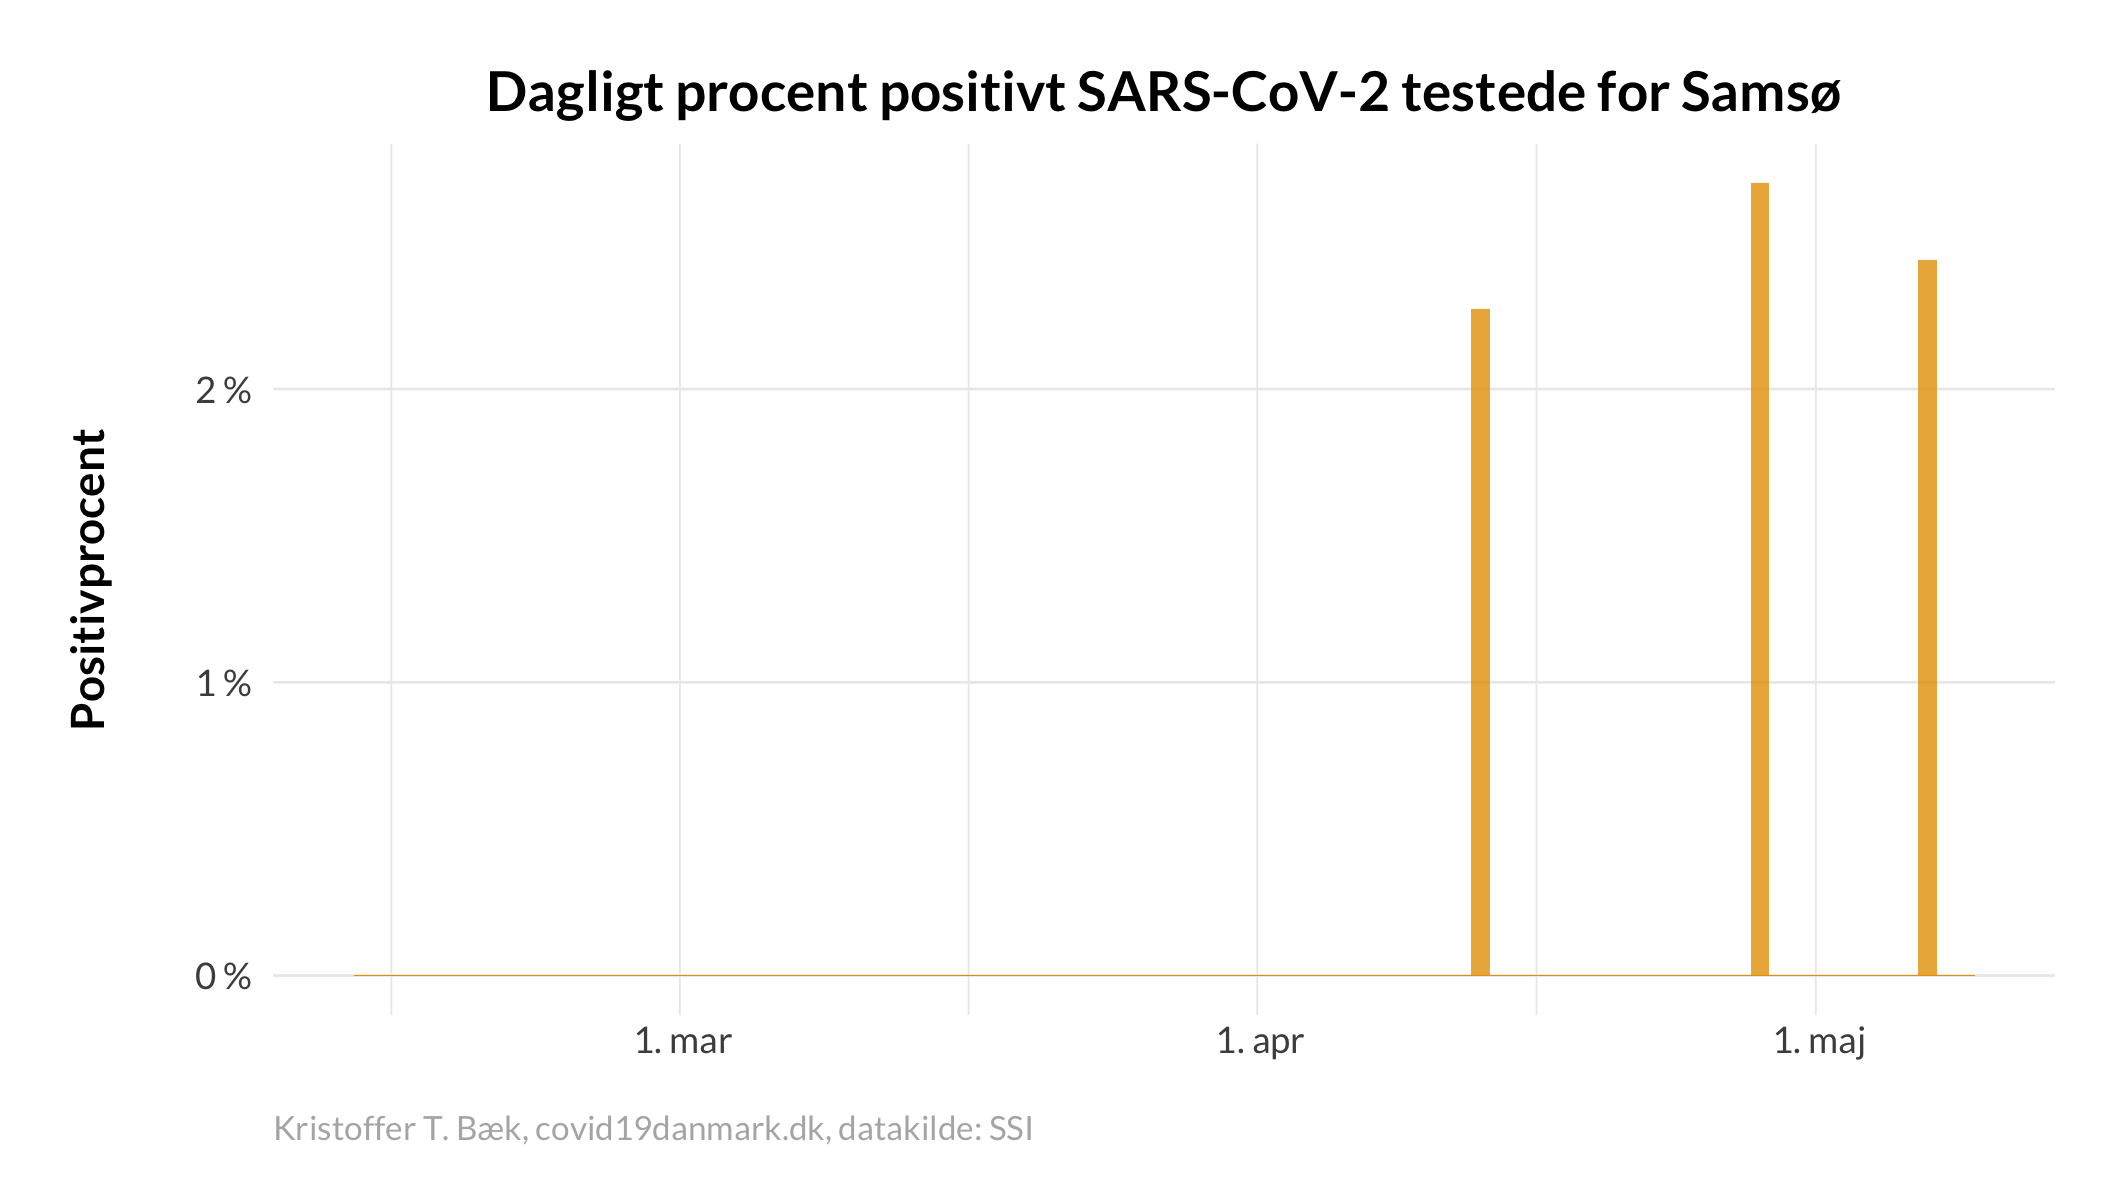 Dagligt procent positivt SARS-CoV-2 testede for Samsø
Positivprocent
2 %
1 %
0 %
1. mar
1. apr
1. maj
Kristoffer T. Bæk, covid19danmark.dk, datakilde: SSI